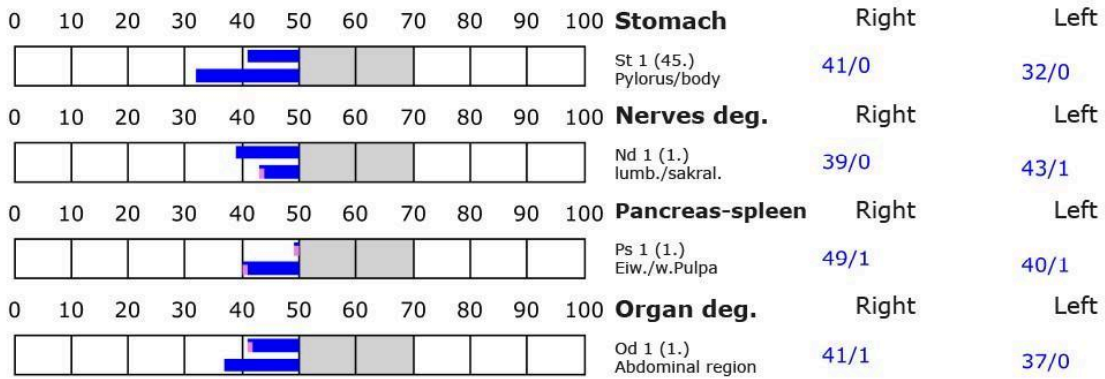 0 10 20 30 40 50 60 70 80 90 100 Stomach Right Left
St 1 (45.) 41/0 32/0
Pylorus/body
0 10 20 30 40 50 60 70 80 90 100 Nerves deg. Right Left
Nd 1 (1.) 39/0 43/1
lumb./sakral.
0 10 20 30 40 50 60 70 80 90 100 Pancreas-spleen Right Left
Ps 1 (1.) 49/1 40/1
Eiw./w.Pulpa
0 10 20 30 40 50 60 70 80 90 100 Organ deg. Right Left
Od 1 (1.) 41/1 37/0
Abdominal region